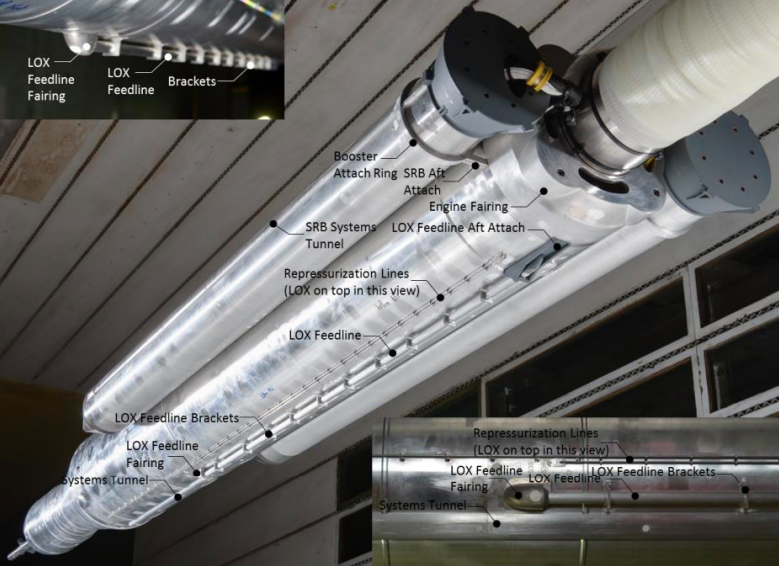 LOX
Feedline
Fairing
LOX
Feedline
Brackets
Booster
Attach Ring
SRB Aft
Attach
Engine Fairing
SRB Systems
Tunnel
LOX Feedline Aft Attach
Repressurization Lines
(LOX on top in this view)
LOX Feedline
LOX Feedline Brackets
LOX Feedline
Fairing
Systems Tunnel
Repressurization Lines
(LOX on top in this view)
LOX Feedline
Fairing
LOX Feedline
LOX Feedline Brackets
Systems Tunnel